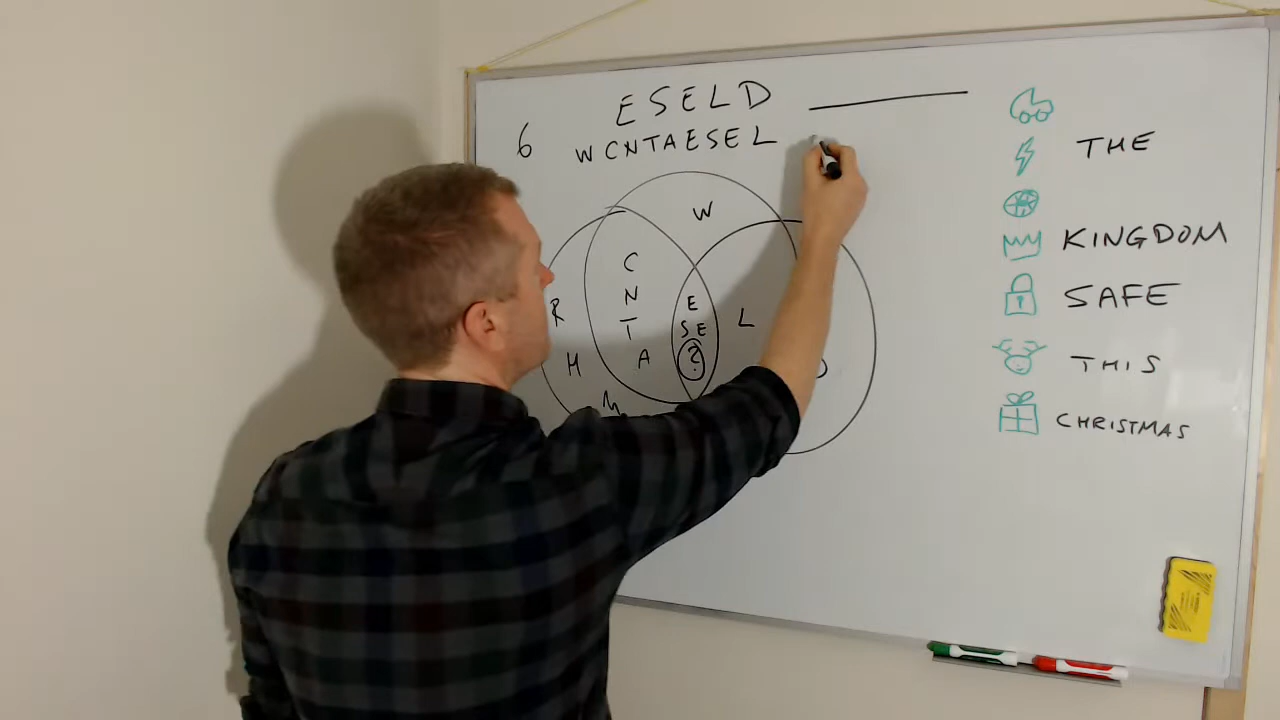 ESELD
6 WCNTAESEL
W
C
N
T
A
R
H
M
E
SE
?
L
THE
KINGDOM
SAFE
THIS
CHRISTMAS